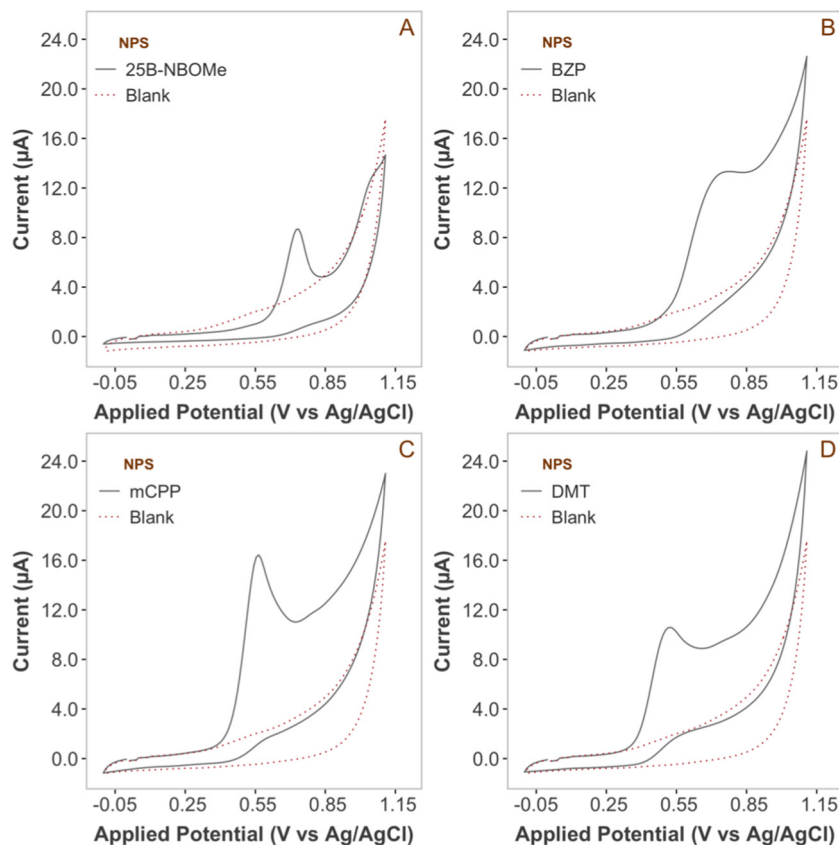 A
NPS
25B-NBOMe
Blank
24.0
20.0
16.0
12.0
8.0
4.0
0.0
Current (µA)
-0.05 0.25 0.55 0.85 1.15
Applied Potential (V vs Ag/AgCl)
B
NPS
BZP
Blank
24.0
20.0
16.0
12.0
8.0
4.0
0.0
Current (µA)
-0.05 0.25 0.55 0.85 1.15
Applied Potential (V vs Ag/AgCl)
C
NPS
mCPP
Blank
24.0
20.0
16.0
12.0
8.0
4.0
0.0
Current (µA)
-0.05 0.25 0.55 0.85 1.15
Applied Potential (V vs Ag/AgCl)
D
NPS
DMT
Blank
24.0
20.0
16.0
12.0
8.0
4.0
0.0
Current (µA)
-0.05 0.25 0.55 0.85 1.15
Applied Potential (V vs Ag/AgCl)